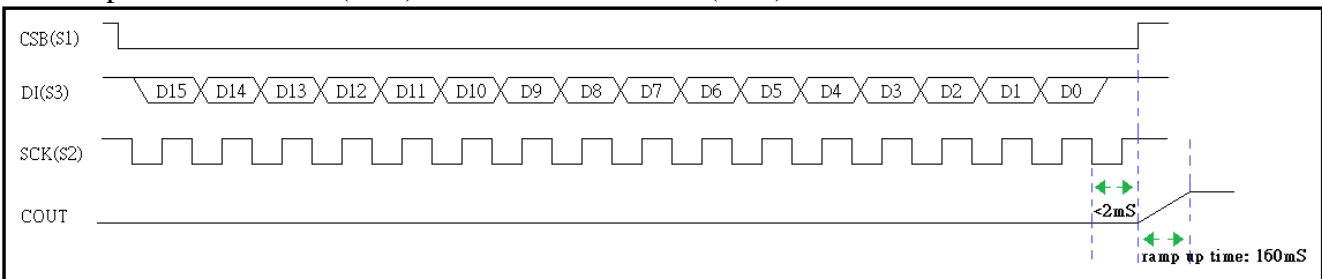 CSB(S1)
DI(S3) D15 D14 D13 D12 D11 D10 D9 D8 D7 D6 D5 D4 D3 D2 D1 D0
SCK(S2)
COUT
<2mS
ramp up time: 160mS